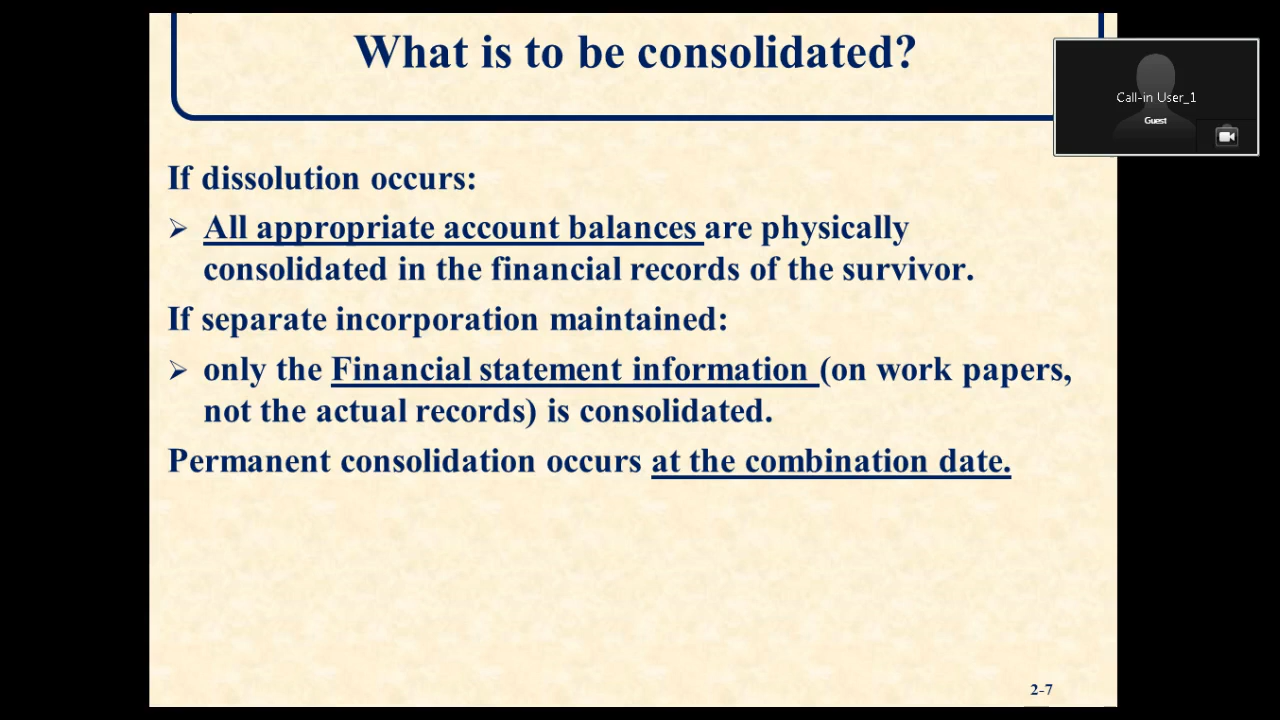 What is to be consolidated?
Call-in User_1
Guest
If dissolution occurs:
All appropriate account balances are physically
consolidated in the financial records of the survivor.
If separate incorporation maintained:
only the Financial statement information (on work papers,
not the actual records) is consolidated.
Permanent consolidation occurs at the combination date.
2-7